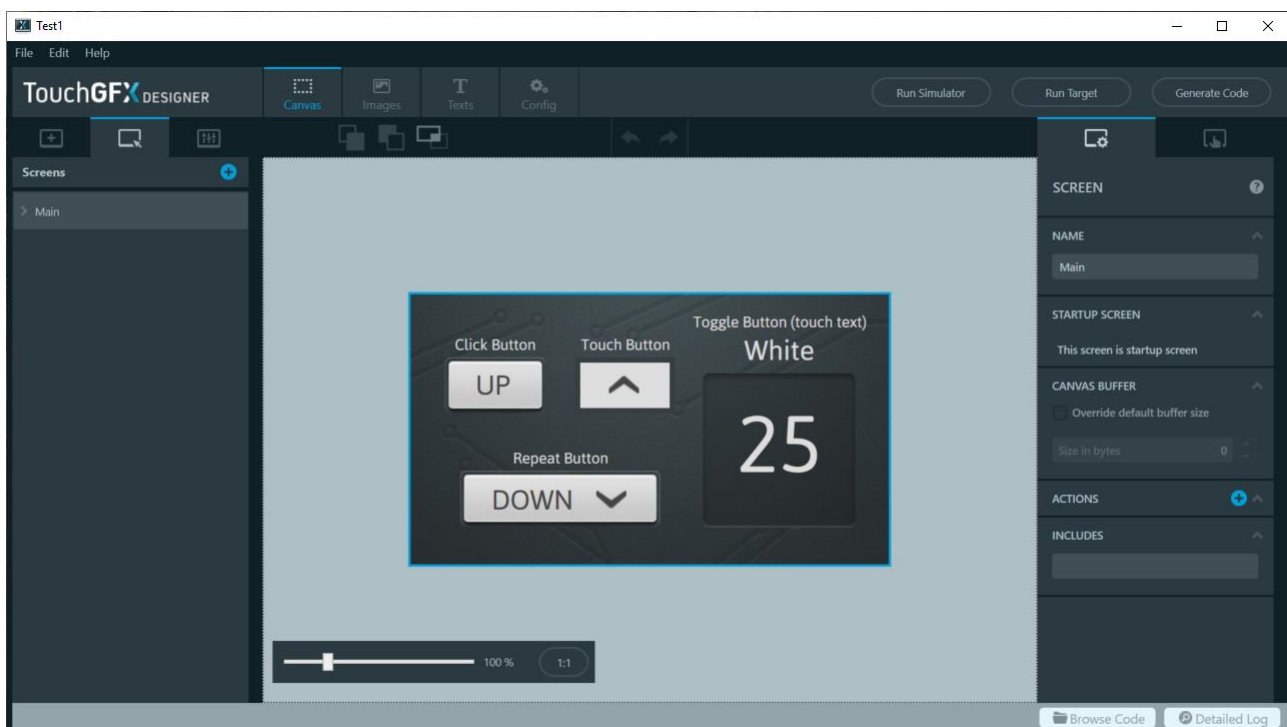 Test1
File Edit Help
TouchGFX DESIGNER
Canvas
Images
Texts
Config
Run Simulator
Run Target
Generate Code
Screens
Main
Click Button
Touch Button
Toggle Button (touch text)
White
UP
25
Repeat Button
DOWN
100 %
1:1
SCREEN
NAME
Main
STARTUP SCREEN
This screen is startup screen
CANVAS BUFFER
Override default buffer size
Size in bytes 0
ACTIONS
INCLUDES
Browse Code
Detailed Log